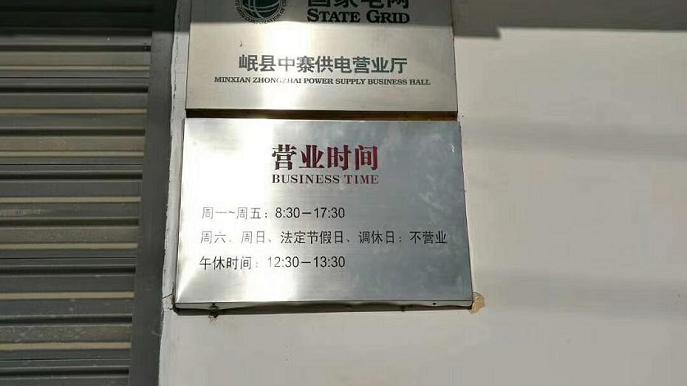 国家电网
STATE GRID
岷县中寨供电营业厅
MINXIAN ZHONGZHAI POWER SUPPLY BUSINESS HALL
营业时间
BUSINESS TIME
周一~周五：8:30－17:30
周六、周日、法定节假日、调休日：不营业
午休时间：12:30－13:30